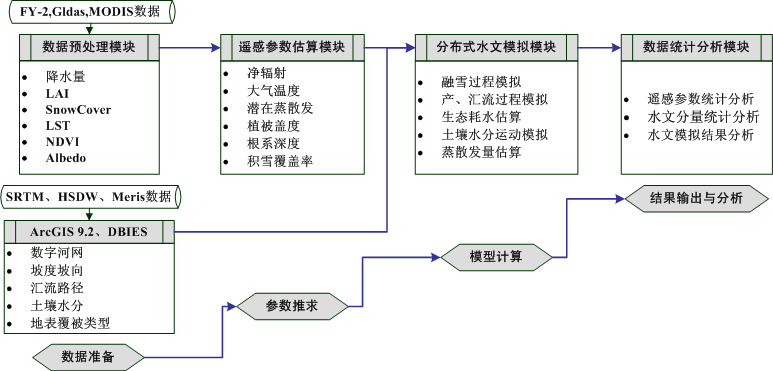 FY-2,Gldas,MODIS数据
数据预处理模块
降水量
LAI
SnowCover
LST
NDVI
Albedo
遥感参数估算模块
净辐射
大气温度
潜在蒸散发
植被盖度
根系深度
积雪覆盖率
分布式水文模拟模块
融雪过程模拟
产、汇流过程模拟
生态耗水估算
土壤水分运动模拟
蒸散发量估算
数据统计分析模块
遥感参数统计分析
水文分量统计分析
水文模拟结果分析
SRTM、HSDW、Meris数据
ArcGIS 9.2、DBIES
数字河网
坡度坡向
汇流路径
土壤水分
地表覆被类型
数据准备
参数推求
模型计算
结果输出与分析